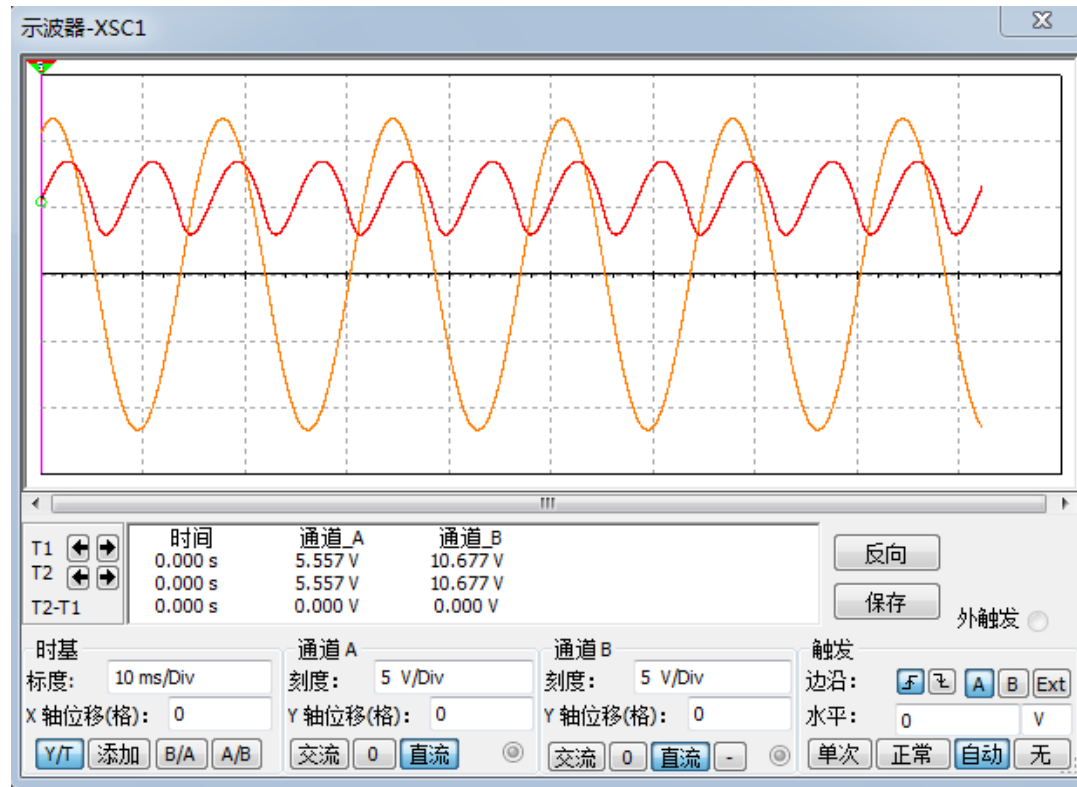 示波器-XSC1
时间 通道_A 通道_B
T1 0.000 s 5.557 V 10.677 V
T2 0.000 s 5.557 V 10.677 V
T2-T1 0.000 s 0.000 V 0.000 V
反向
保存
外触发
时基
标度: 10 ms/Div
X 轴位移(格): 0
Y/T 添加 B/A A/B
通道 A
刻度: 5 V/Div
Y 轴位移(格): 0
交流 0 直流
通道 B
刻度: 5 V/Div
Y 轴位移(格): 0
交流 0 直流 -
触发
边沿: A B Ext
水平: 0 V
单次 正常 自动 无